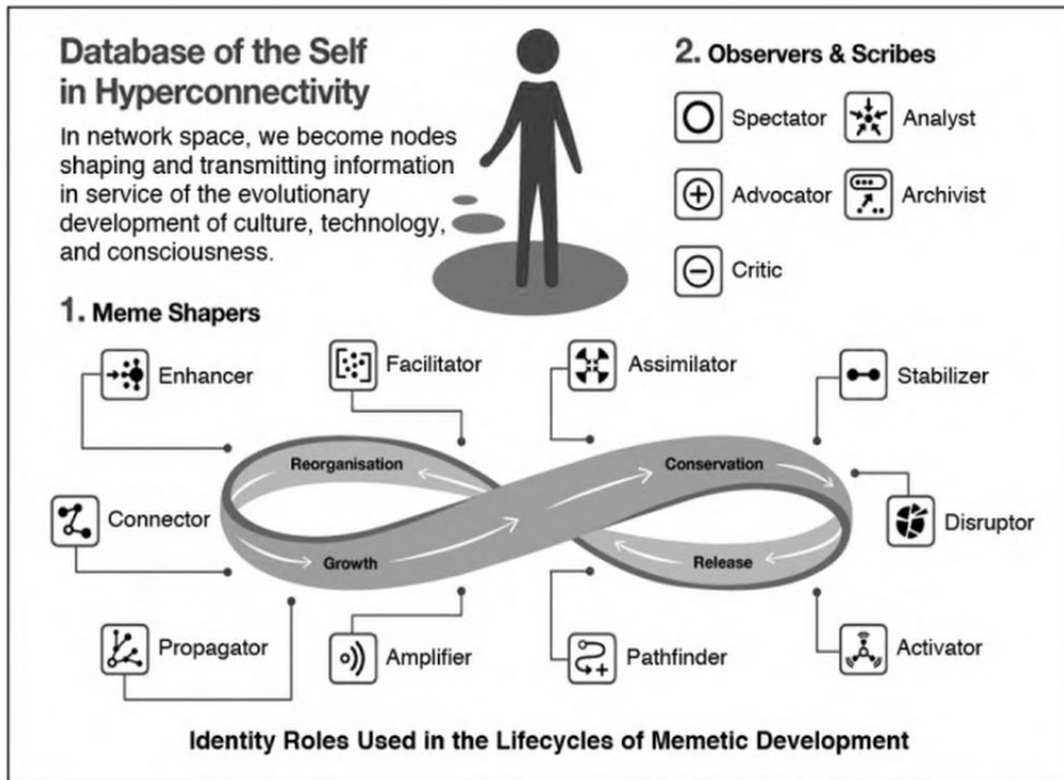 Database of the Self
in Hyperconnectivity
In network space, we become nodes
shaping and transmitting information
in service of the evolutionary
development of culture, technology,
and consciousness.
2. Observers & Scribes
Spectator
Analyst
Advocator
Archivist
Critic
1. Meme Shapers
Enhancer
Facilitator
Assimilator
Stabilizer
Reorganisation
Conservation
Connector
Disruptor
Growth
Release
Propagator
Amplifier
Pathfinder
Activator
Identity Roles Used in the Lifecycles of Memetic Development